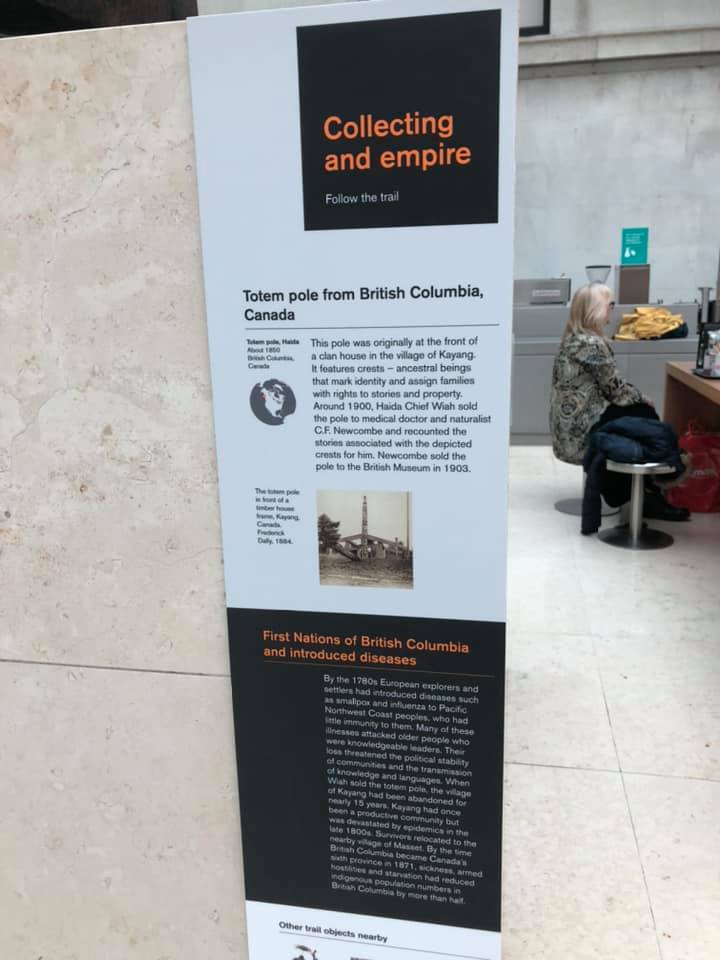 Collecting
and empire
Follow the trail
Totem pole from British Columbia,
Canada
Totem pole, Haida
About 1850
British Columbia,
Canada
This pole was originally at the front of
a clan house in the village of Kayang.
It features crests – ancestral beings
that mark identity and assign families
with rights to stories and property.
Around 1900, Haida Chief Wiah sold
the pole to medical doctor and naturalist
C.F. Newcombe and recounted the
stories associated with the depicted
crests for him. Newcombe sold the
pole to the British Museum in 1903.
The totem pole
in front of a
timber house
frame, Kayang,
Canada.
Frederick
Dally, 1884.
First Nations of British Columbia
and introduced diseases
By the 1780s European explorers and
settlers had introduced diseases such
as smallpox and influenza to Pacific
Northwest Coast peoples, who had
little immunity to them. Many of these
illnesses attacked older people who
were knowledgeable leaders. Their
loss threatened the political stability
of communities and the transmission
of knowledge and languages. When
Wiah sold the totem pole, the village
of Kayang had been abandoned for
nearly 15 years. Kayang had once
been a productive community but
was devastated by epidemics in the
late 1800s. Survivors relocated to the
nearby village of Masset. By the time
British Columbia became Canada's
sixth province in 1871, sickness, armed
hostilities and starvation had reduced
indigenous population numbers in
British Columbia by more than half.
Other trail objects nearby